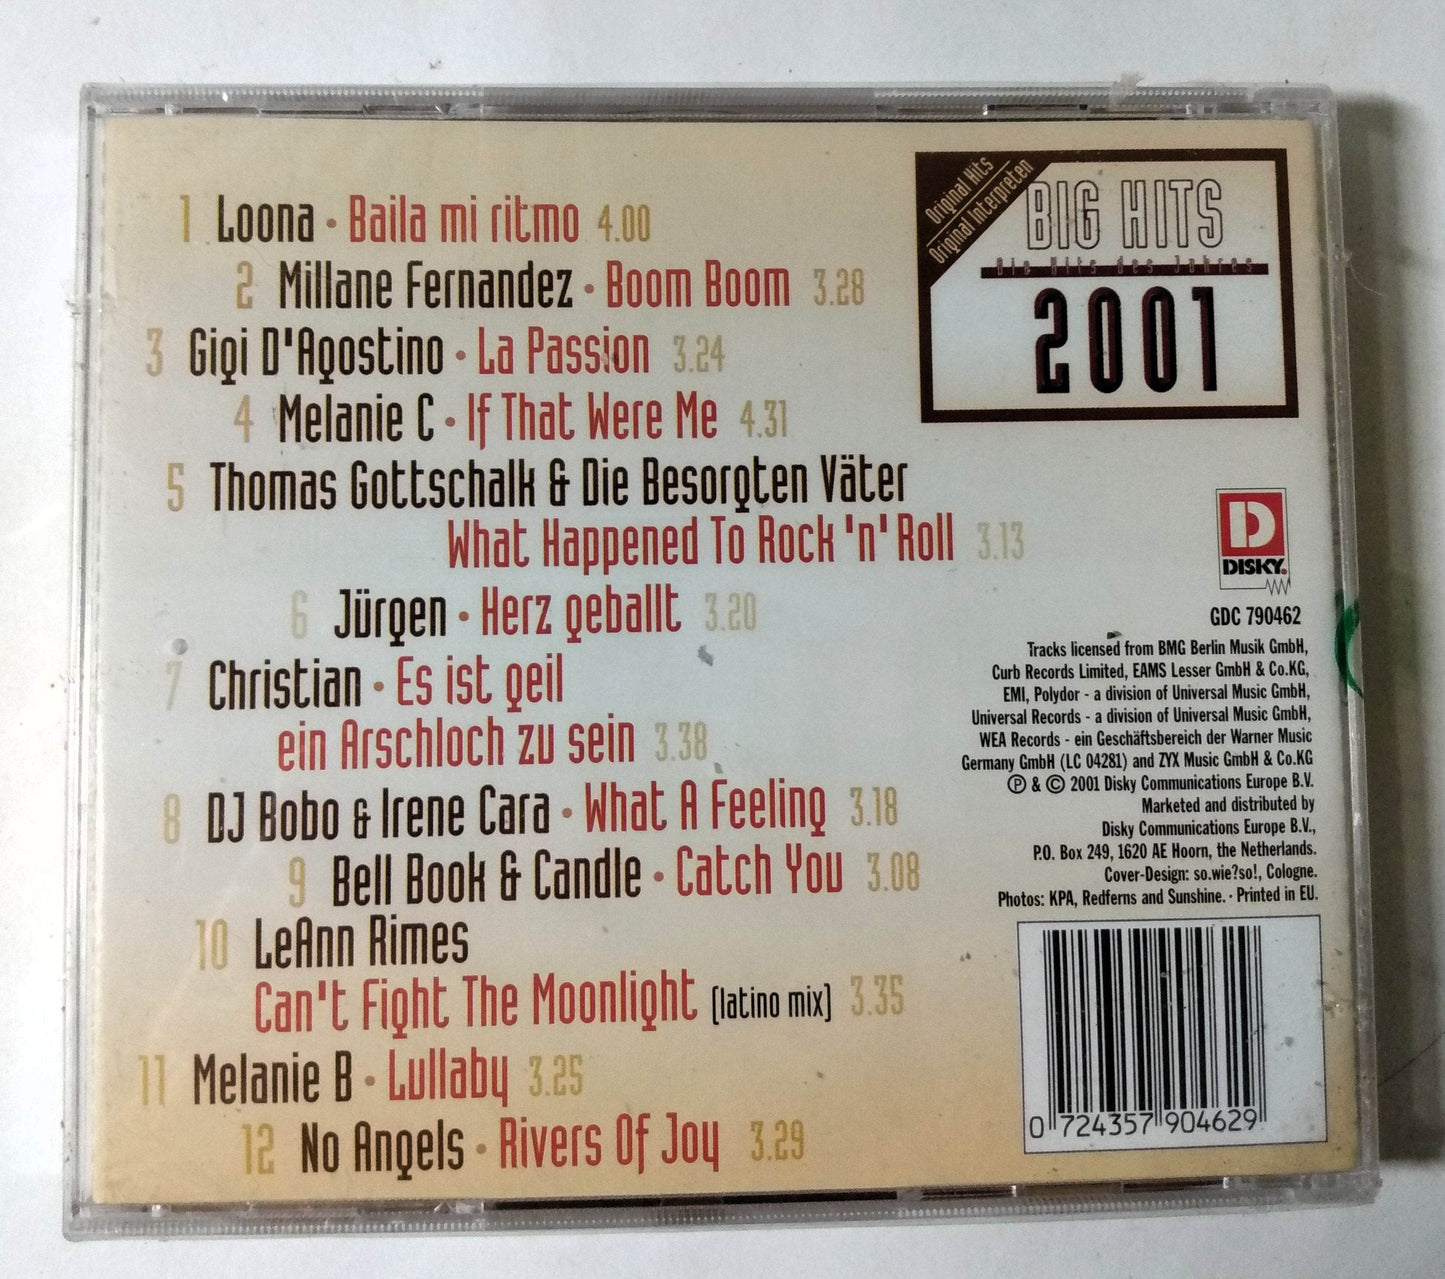 1 Loona • Baila mi ritmo 4.00
2 Millane Fernandez • Boom Boom 3.28
3 Gigi D'Agostino • La Passion 3.24
4 Melanie C • If That Were Me 4.31
5 Thomas Gottschalk & Die Besorgten Väter
What Happened To Rock 'n' Roll 3.13
6 Jürgen • Herz geballt 3.20
7 Christian • Es ist geil
ein Arschloch zu sein 3.38
8 DJ Bobo & Irene Cara • What A Feeling 3.18
9 Bell Book & Candle • Catch You 3.08
10 LeAnn Rimes
Can't Fight The Moonlight (latino mix) 3.35
11 Melanie B • Lullaby 3.25
12 No Angels • Rivers Of Joy 3.29
Original Hits
Original Interpreten
BIG HITS
Die Hits des Jahres
2001
D
DISKY.
GDC 790462
Tracks licensed from BMG Berlin Musik GmbH,
Curb Records Limited, EAMS Lesser GmbH & Co.KG,
EMI, Polydor - a division of Universal Music GmbH,
Universal Records - a division of Universal Music GmbH,
WEA Records - ein Geschäftsbereich der Warner Music
Germany GmbH (LC 04281) and ZYX Music GmbH & Co.KG
℗ & © 2001 Disky Communications Europe B.V.
Marketed and distributed by
Disky Communications Europe B.V.,
P.O. Box 249, 1620 AE Hoorn, the Netherlands.
Cover-Design: so.wie?so!, Cologne.
Photos: KPA, Redferns and Sunshine. · Printed in EU.
0 724357 904629